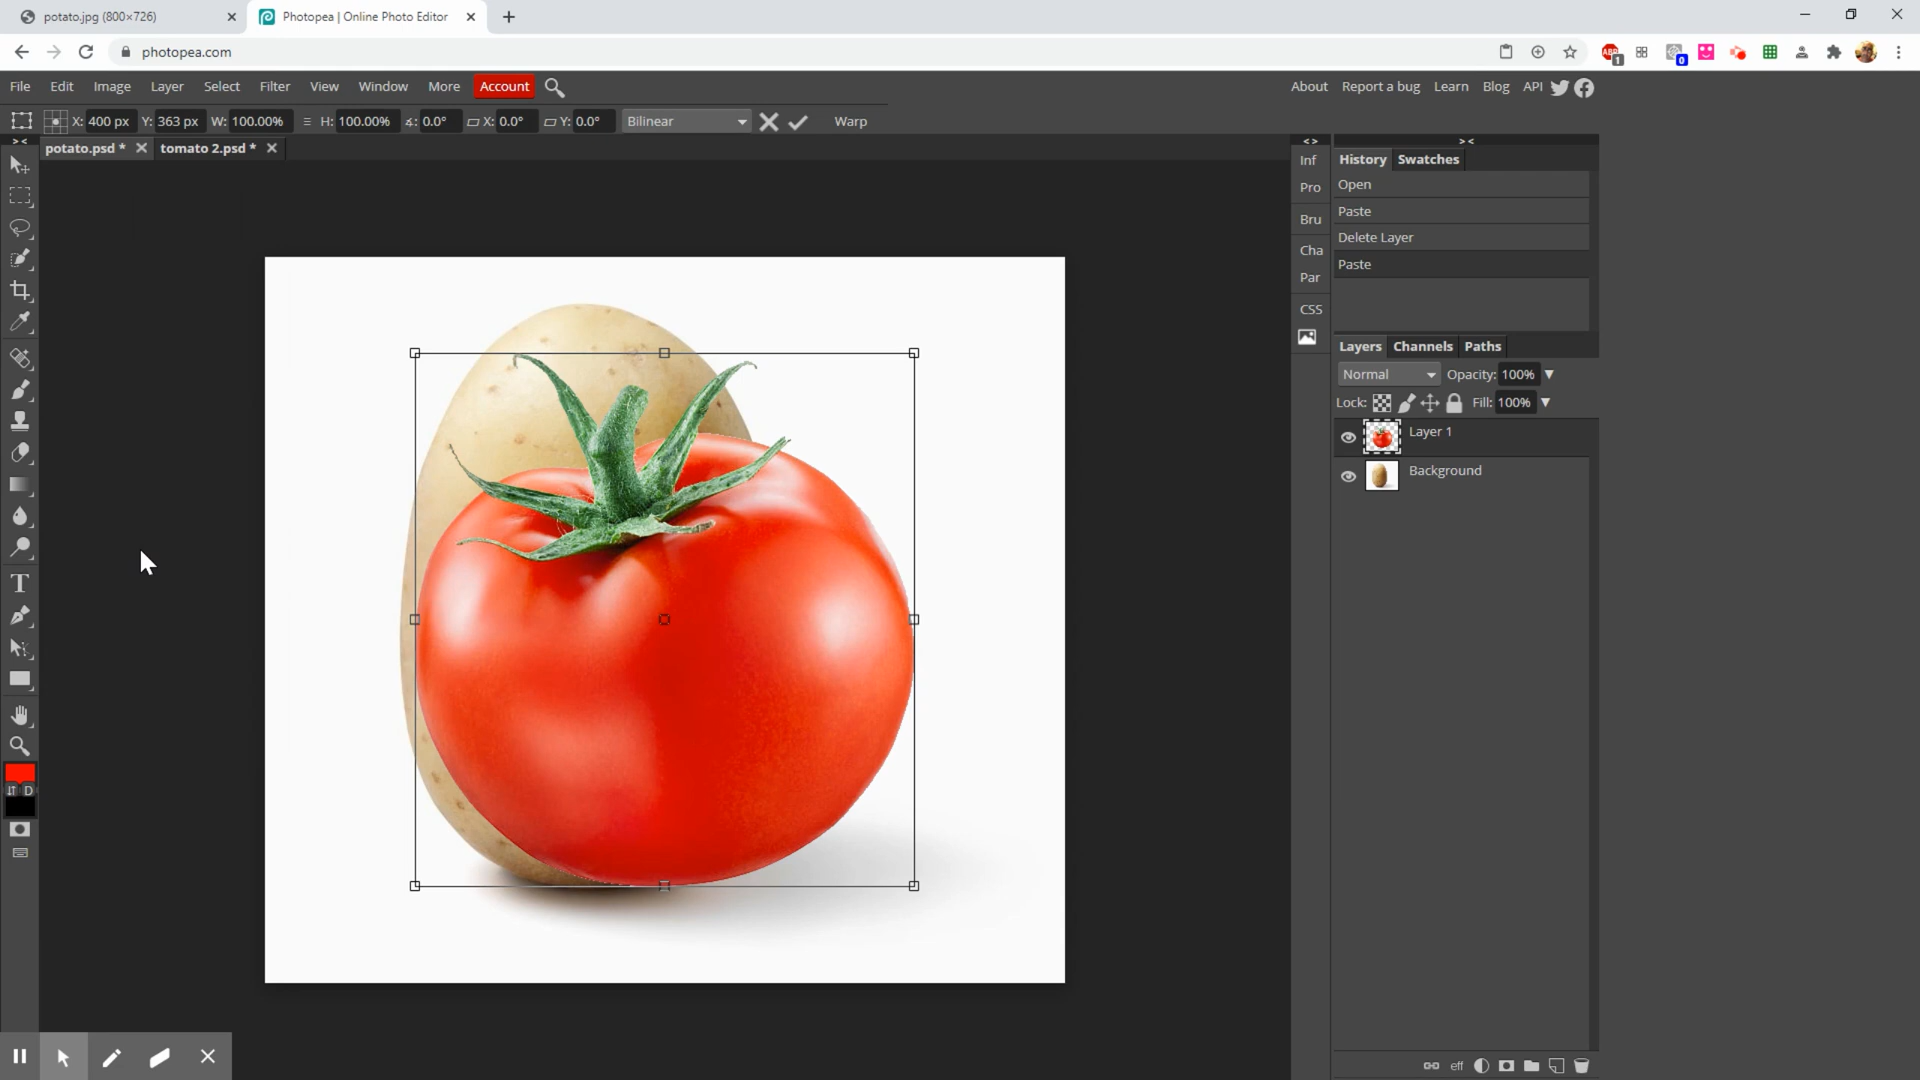 potato.jpg (800×726)
Photopea | Online Photo Editor
photopea.com
ABP 1
0
File Edit Image Layer Select Filter View Window More Account
About Report a bug Learn Blog API
X: 400 px Y: 363 px W: 100.00% H: 100.00% 0.0° X: 0.0° Y: 0.0° Bilinear Warp
potato.psd * tomato 2.psd *
Inf
Pro
Bru
Cha
Par
CSS
History Swatches
Open
Paste
Delete Layer
Paste
Layers Channels Paths
Normal Opacity: 100%
Lock: Fill: 100%
Layer 1
Background
T
D
eff